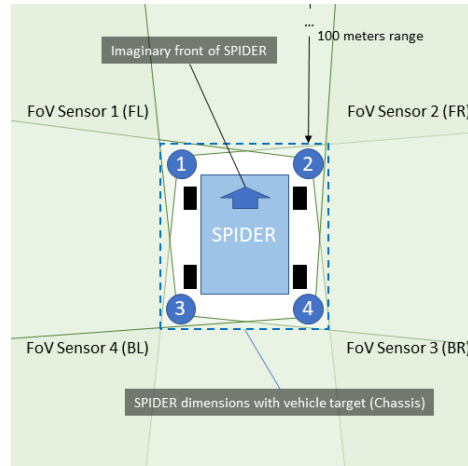 ...
100 meters range
Imaginary front of SPIDER
FoV Sensor 1 (FL)
FoV Sensor 2 (FR)
1
2
SPIDER
3
4
FoV Sensor 4 (BL)
FoV Sensor 3 (BR)
SPIDER dimensions with vehicle target (Chassis)